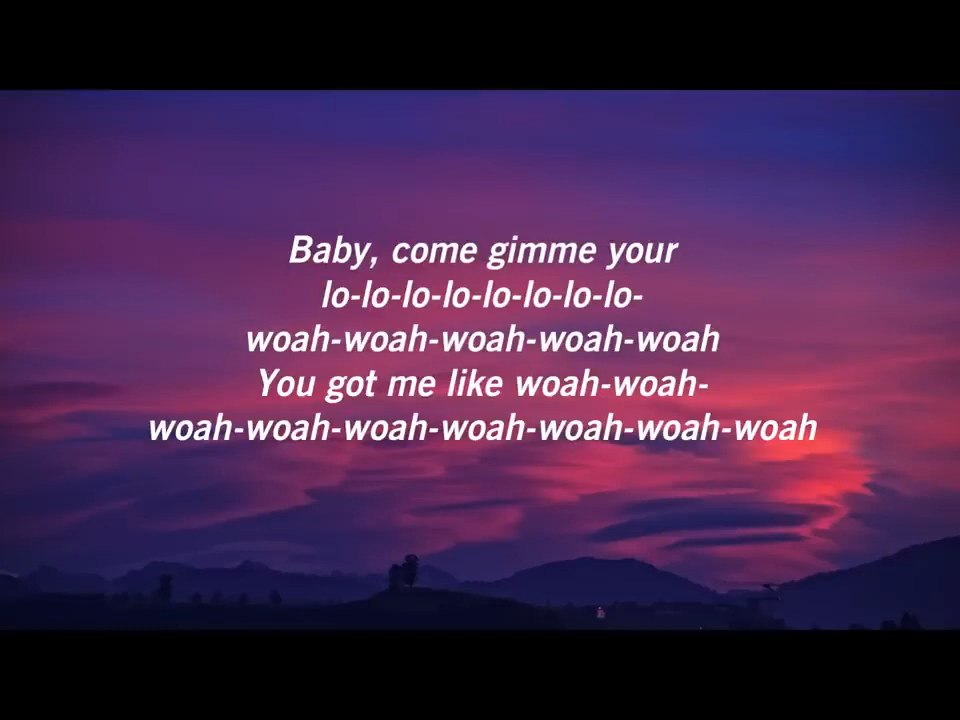 Baby, come gimme your
lo-lo-lo-lo-lo-lo-lo-lo-
woah-woah-woah-woah-woah
You got me like woah-woah-
woah-woah-woah-woah-woah-woah-woah